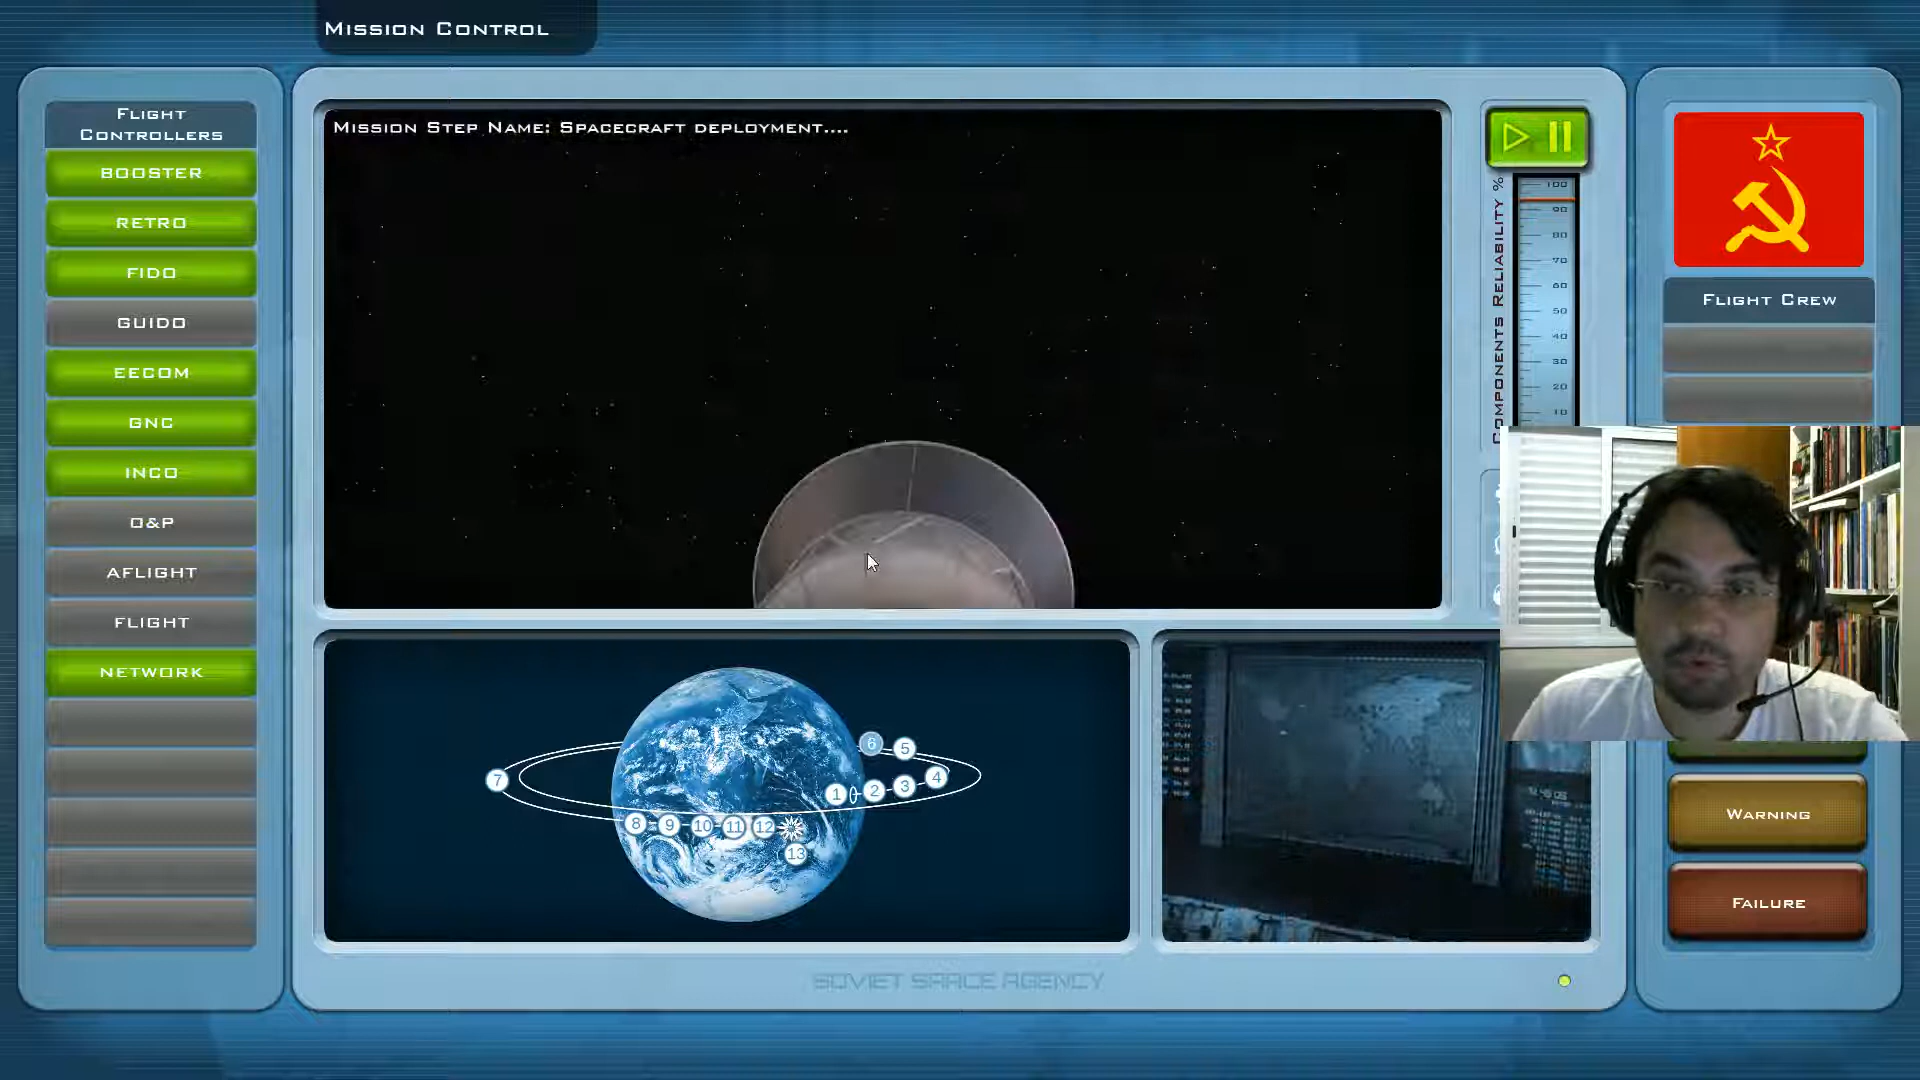 Mission Control
Flight Controllers
BOOSTER
RETRO
FIDO
GUIDO
EECOM
GNC
INCO
O&P
AFLIGHT
FLIGHT
NETWORK
Mission Step Name: Spacecraft deployment....
1
2
3
4
5
6
7
8
9
10
11
12
13
SOVIET SPACE AGENCY
Components Reliability %
100
90
80
70
60
50
40
30
20
10
Flight Crew
Warning
Failure